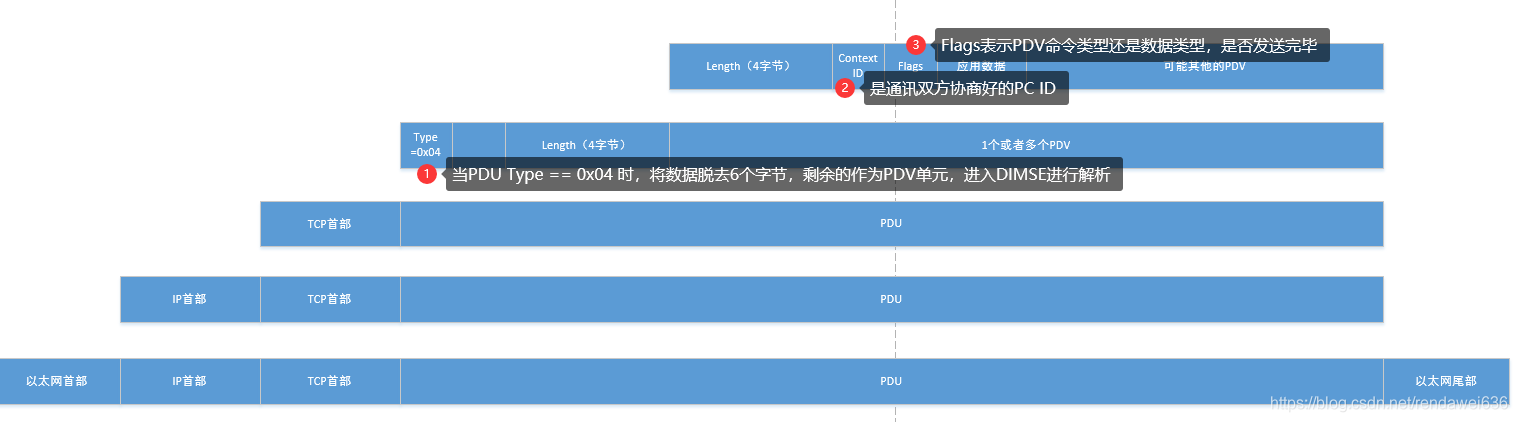 3 Flags表示PDV命令类型还是数据类型，是否发送完毕
Length（4字节）
Context
ID
Flags
应用数据
可能其他的PDV
2 是通讯双方协商好的PC ID
Type
=0x04
Length（4字节）
1个或者多个PDV
1 当PDU Type == 0x04 时，将数据脱去6个字节，剩余的作为PDV单元，进入DIMSE进行解析
TCP首部
PDU
IP首部
TCP首部
PDU
以太网首部
IP首部
TCP首部
PDU
以太网尾部
https://blog.csdn.net/rendawei636